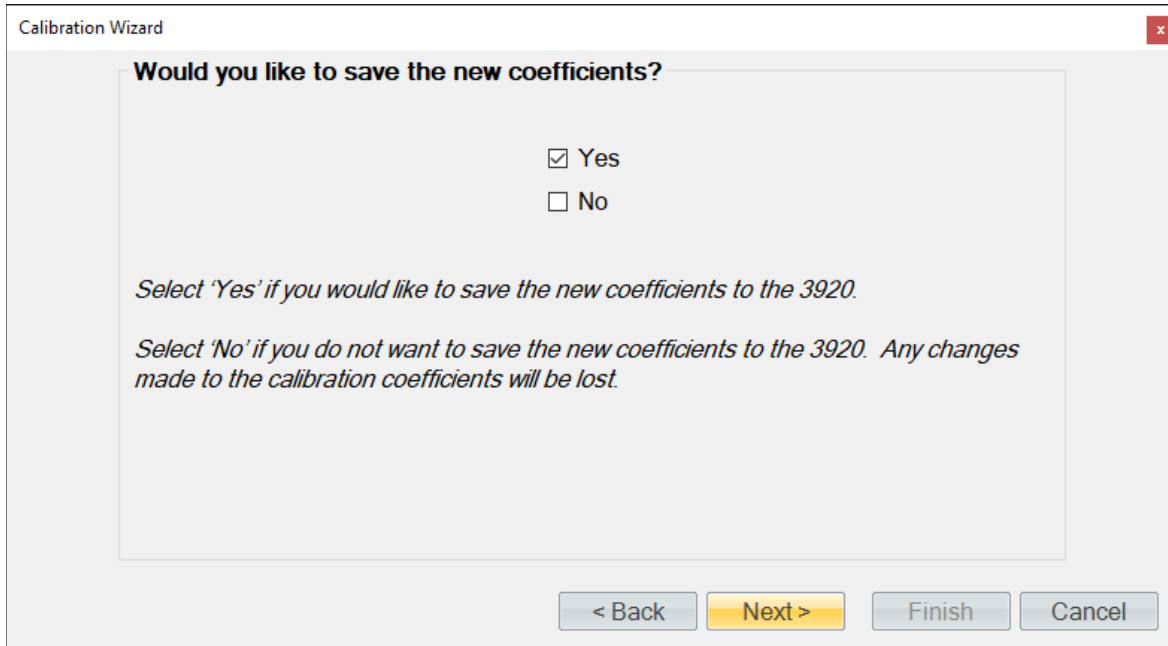 Calibration Wizard
x
Would you like to save the new coefficients?
Yes
No
Select ‘Yes’ if you would like to save the new coefficients to the 3920.
Select ‘No’ if you do not want to save the new coefficients to the 3920.  Any changes
made to the calibration coefficients will be lost.
< Back
Next >
Finish
Cancel